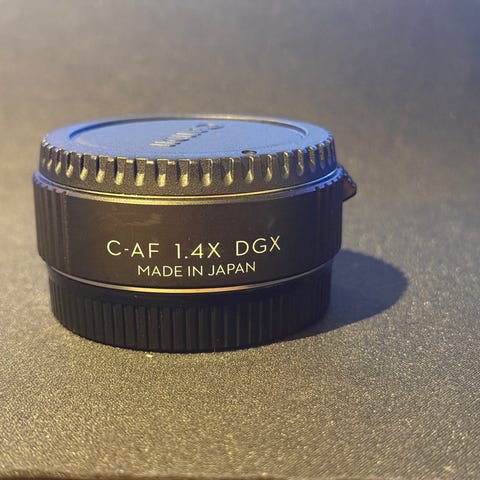 C-AF 1.4X DGX
MADE IN JAPAN